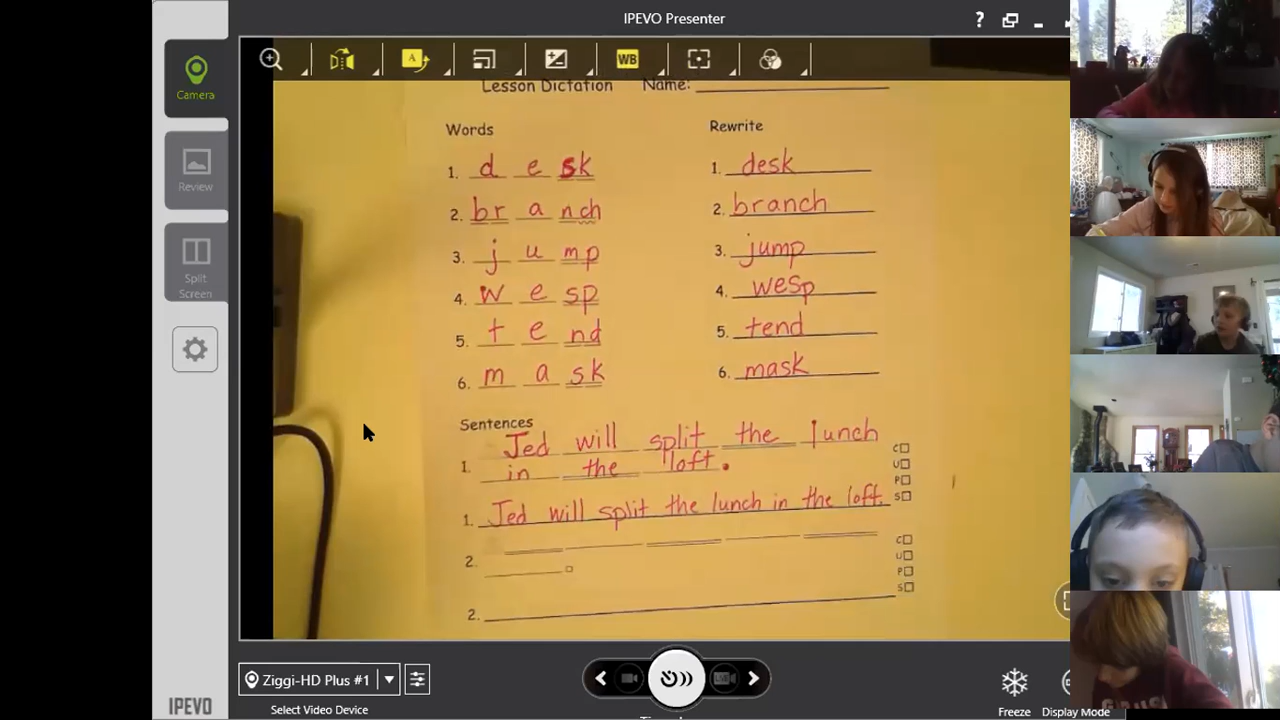 IPEVO Presenter
?
Camera
Review
Split
Screen
IPEVO
A
WB
Lesson Dictation Name:
Words
Rewrite
1. d e sk
1. desk
2. br a nch
2. branch
3. j u mp
3. jump
4. w e sp
4. wesp
5. t e nd
5. tend
6. m a sk
6. mask
Sentences
1. Jed will split the lunch
in the loft.
1. Jed will split the lunch in the loft.
C
U
P
S
2.
C
U
P
S
2.
Ziggi-HD Plus #1
Select Video Device
Freeze
Display Mode